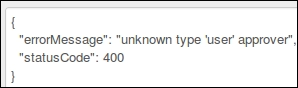 {
"errorMessage": "unknown type 'user' approver",
"statusCode": 400
}